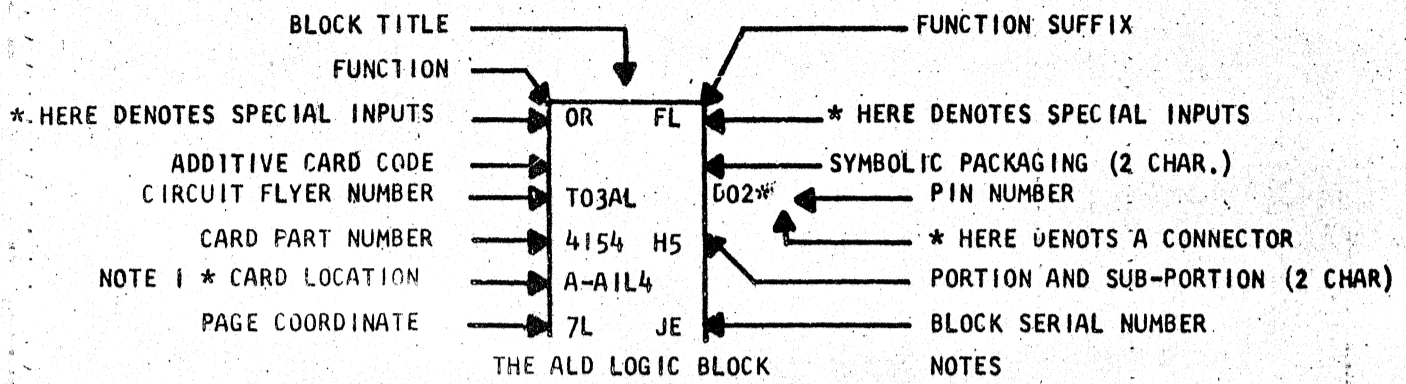 BLOCK TITLE FUNCTION SUFFIX
FUNCTION
*. HERE DENOTES SPECIAL INPUTS OR FL * HERE DENOTES SPECIAL INPUTS
ADDITIVE CARD CODE SYMBOLIC PACKAGING (2 CHAR.)
CIRCUIT FLYER NUMBER T03AL D02* PIN NUMBER
CARD PART NUMBER 4154 H5 * HERE DENOTS A CONNECTOR
NOTE 1 * CARD LOCATION A-A1L4 PORTION AND SUB-PORTION (2 CHAR)
PAGE COORDINATE 7L JE BLOCK SERIAL NUMBER
THE ALD LOGIC BLOCK NOTES